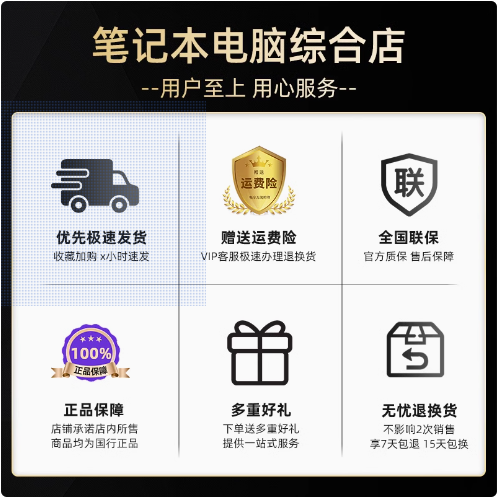 笔记本电脑综合店
--用户至上 用心服务--
运费险
联
优先极速发货
赠送运费险
全国联保
收藏加购 x小时速发
VIP客服极速办理退换货
官方质保 售后保障
100%
正品保障
正品保障
多重好礼
无忧退换货
店铺承诺店内所售
商品均为国行正品
下单送多重好礼
提供一站式服务
不影响2次销售
享7天包退 15天包换